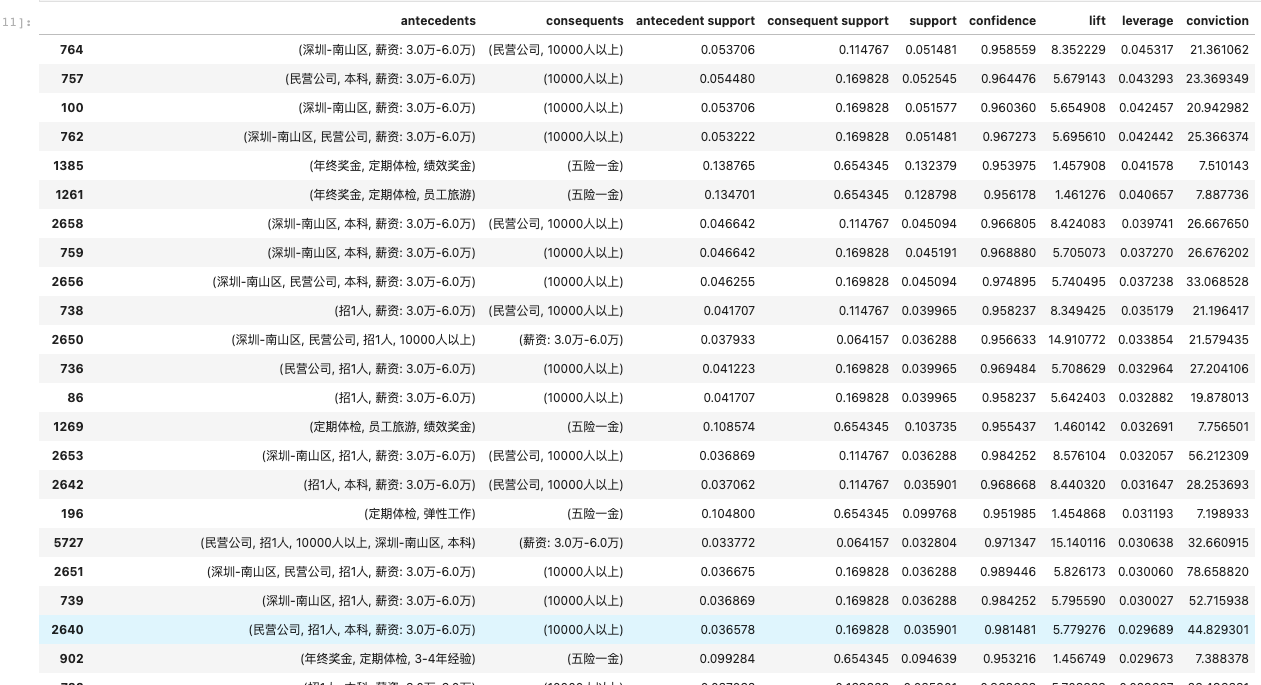 11]:
antecedents consequents antecedent support consequent support support confidence lift leverage conviction
764 (深圳-南山区, 薪资: 3.0万-6.0万) (民营公司, 10000人以上) 0.053706 0.114767 0.051481 0.958559 8.352229 0.045317 21.361062
757 (民营公司, 本科, 薪资: 3.0万-6.0万) (10000人以上) 0.054480 0.169828 0.052545 0.964476 5.679143 0.043293 23.369349
100 (深圳-南山区, 薪资: 3.0万-6.0万) (10000人以上) 0.053706 0.169828 0.051577 0.960360 5.654908 0.042457 20.942982
762 (深圳-南山区, 民营公司, 薪资: 3.0万-6.0万) (10000人以上) 0.053222 0.169828 0.051481 0.967273 5.695610 0.042442 25.366374
1385 (年终奖金, 定期体检, 绩效奖金) (五险一金) 0.138765 0.654345 0.132379 0.953975 1.457908 0.041578 7.510143
1261 (年终奖金, 定期体检, 员工旅游) (五险一金) 0.134701 0.654345 0.128798 0.956178 1.461276 0.040657 7.887736
2658 (深圳-南山区, 本科, 薪资: 3.0万-6.0万) (民营公司, 10000人以上) 0.046642 0.114767 0.045094 0.966805 8.424083 0.039741 26.667650
759 (深圳-南山区, 本科, 薪资: 3.0万-6.0万) (10000人以上) 0.046642 0.169828 0.045191 0.968880 5.705073 0.037270 26.676202
2656 (深圳-南山区, 民营公司, 本科, 薪资: 3.0万-6.0万) (10000人以上) 0.046255 0.169828 0.045094 0.974895 5.740495 0.037238 33.068528
738 (招1人, 薪资: 3.0万-6.0万) (民营公司, 10000人以上) 0.041707 0.114767 0.039965 0.958237 8.349425 0.035179 21.196417
2650 (深圳-南山区, 民营公司, 招1人, 10000人以上) (薪资: 3.0万-6.0万) 0.037933 0.064157 0.036288 0.956633 14.910772 0.033854 21.579435
736 (民营公司, 招1人, 薪资: 3.0万-6.0万) (10000人以上) 0.041223 0.169828 0.039965 0.969484 5.708629 0.032964 27.204106
86 (招1人, 薪资: 3.0万-6.0万) (10000人以上) 0.041707 0.169828 0.039965 0.958237 5.642403 0.032882 19.878013
1269 (定期体检, 员工旅游, 绩效奖金) (五险一金) 0.108574 0.654345 0.103735 0.955437 1.460142 0.032691 7.756501
2653 (深圳-南山区, 招1人, 薪资: 3.0万-6.0万) (民营公司, 10000人以上) 0.036869 0.114767 0.036288 0.984252 8.576104 0.032057 56.212309
2642 (招1人, 本科, 薪资: 3.0万-6.0万) (民营公司, 10000人以上) 0.037062 0.114767 0.035901 0.968668 8.440320 0.031647 28.253693
196 (定期体检, 弹性工作) (五险一金) 0.104800 0.654345 0.099768 0.951985 1.454868 0.031193 7.198933
5727 (民营公司, 招1人, 10000人以上, 深圳-南山区, 本科) (薪资: 3.0万-6.0万) 0.033772 0.064157 0.032804 0.971347 15.140116 0.030638 32.660915
2651 (深圳-南山区, 民营公司, 招1人, 薪资: 3.0万-6.0万) (10000人以上) 0.036675 0.169828 0.036288 0.989446 5.826173 0.030060 78.658820
739 (深圳-南山区, 招1人, 薪资: 3.0万-6.0万) (10000人以上) 0.036869 0.169828 0.036288 0.984252 5.795590 0.030027 52.715938
2640 (民营公司, 招1人, 本科, 薪资: 3.0万-6.0万) (10000人以上) 0.036578 0.169828 0.035901 0.981481 5.779276 0.029689 44.829301
902 (年终奖金, 定期体检, 3-4年经验) (五险一金) 0.099284 0.654345 0.094639 0.953216 1.456749 0.029673 7.388378